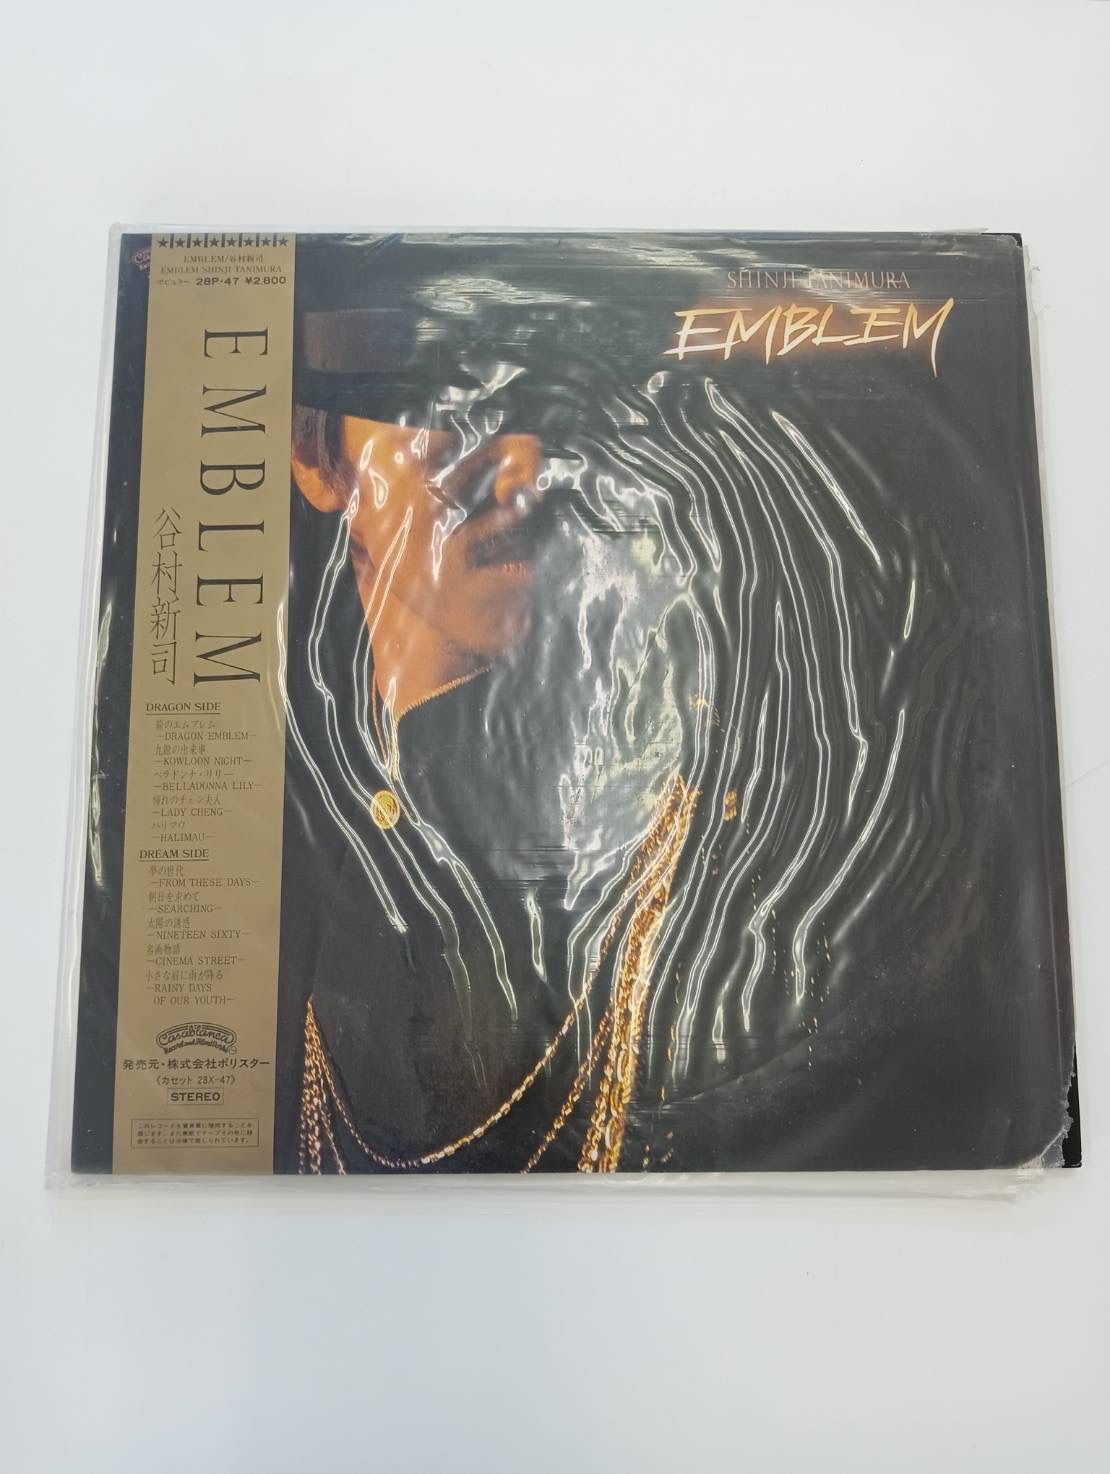 EMBLEM/谷村新司
EMBLEM SHINJI TANIMURA
ポピュラー 28P-47 ¥2,800
EMBLEM
谷村新司
DRAGON SIDE
龍のエムブレム
—DRAGON EMBLEM—
九龍の出来事
—KOWLOON NIGHT—
ベラドンナ・リリー
—BELLADONNA LILY—
憧れのチェン夫人
—LADY CHENG—
ハリマウ
—HALIMAU—
DREAM SIDE
夢の世代
—FROM THESE DAYS—
朝日を求めて
—SEARCHING—
太陽の誘惑
—NINETEEN SIXTY—
名画物語
—CINEMA STREET—
小さな肩に雨が降る
—RAINY DAYS
OF OUR YOUTH—
Casablanca
Record and FilmWorks
発売元・株式会社ポリスター
《カセット 28X-47》
STEREO
SHINJI TANIMURA
EMBLEM